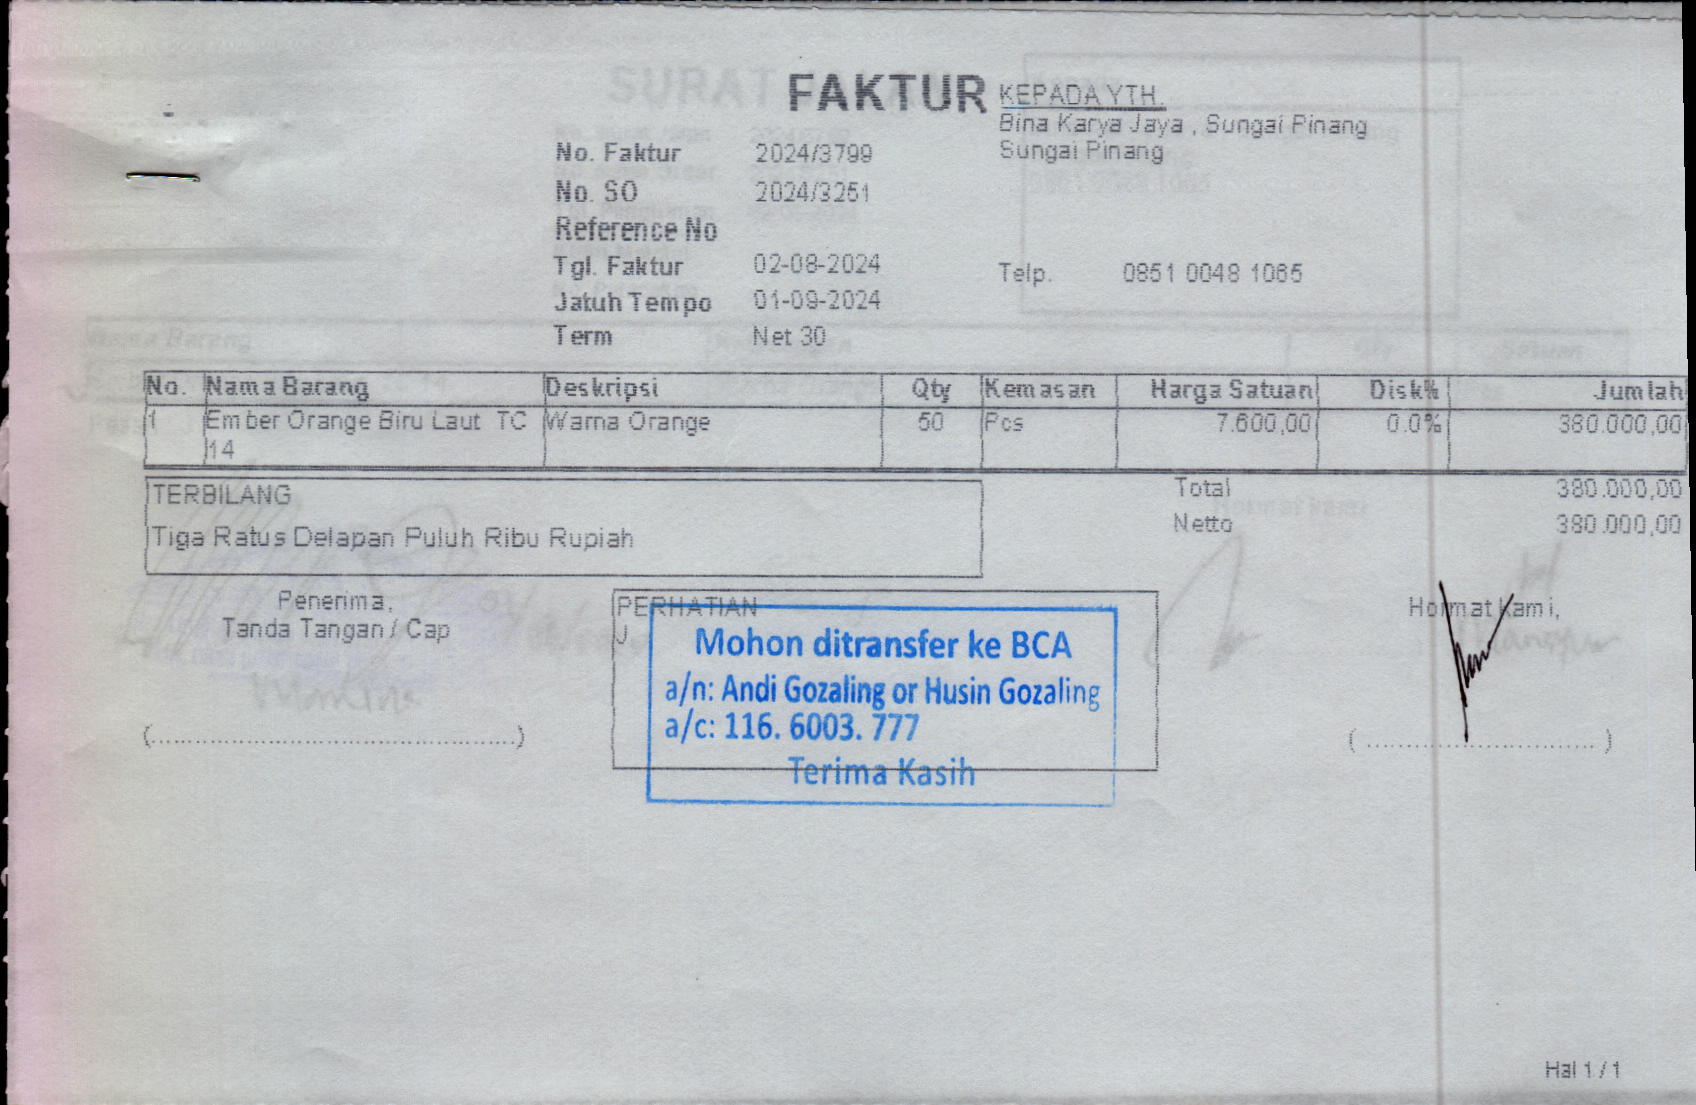 FAKTUR
KEPADA YTH.
Bina Karya Jaya , Sungai Pinang
Sungai Pinang
No. Faktur 2024/3799
No. SO 2024/3251
Reference No
Tgl. Faktur 02-08-2024
Telp. 0851 0048 1065
Jatuh Tempo 01-09-2024
Term Net 30
No. Nama Barang Deskripsi Qty Kemasan Harga Satuan Disk% Jumlah
1 Ember Orange Biru Laut TC Warna Orange 50 Pcs 7.600,00 0.0% 380.000,00
14
TERBILANG
Total 380.000,00
Tiga Ratus Delapan Puluh Ribu Rupiah
Netto 380.000,00
Penerima,
Tanda Tangan / Cap
(................................................)
PERHATIAN
J
Mohon ditransfer ke BCA
a/n: Andi Gozaling or Husin Gozaling
a/c: 116. 6003. 777
Terima Kasih
Hormat Kami,
( .............................. )
Hal 1 / 1